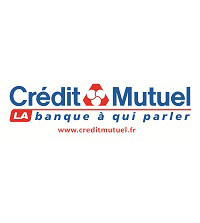 Crédit Mutuel
LA banque à qui parler
www.creditmutuel.fr